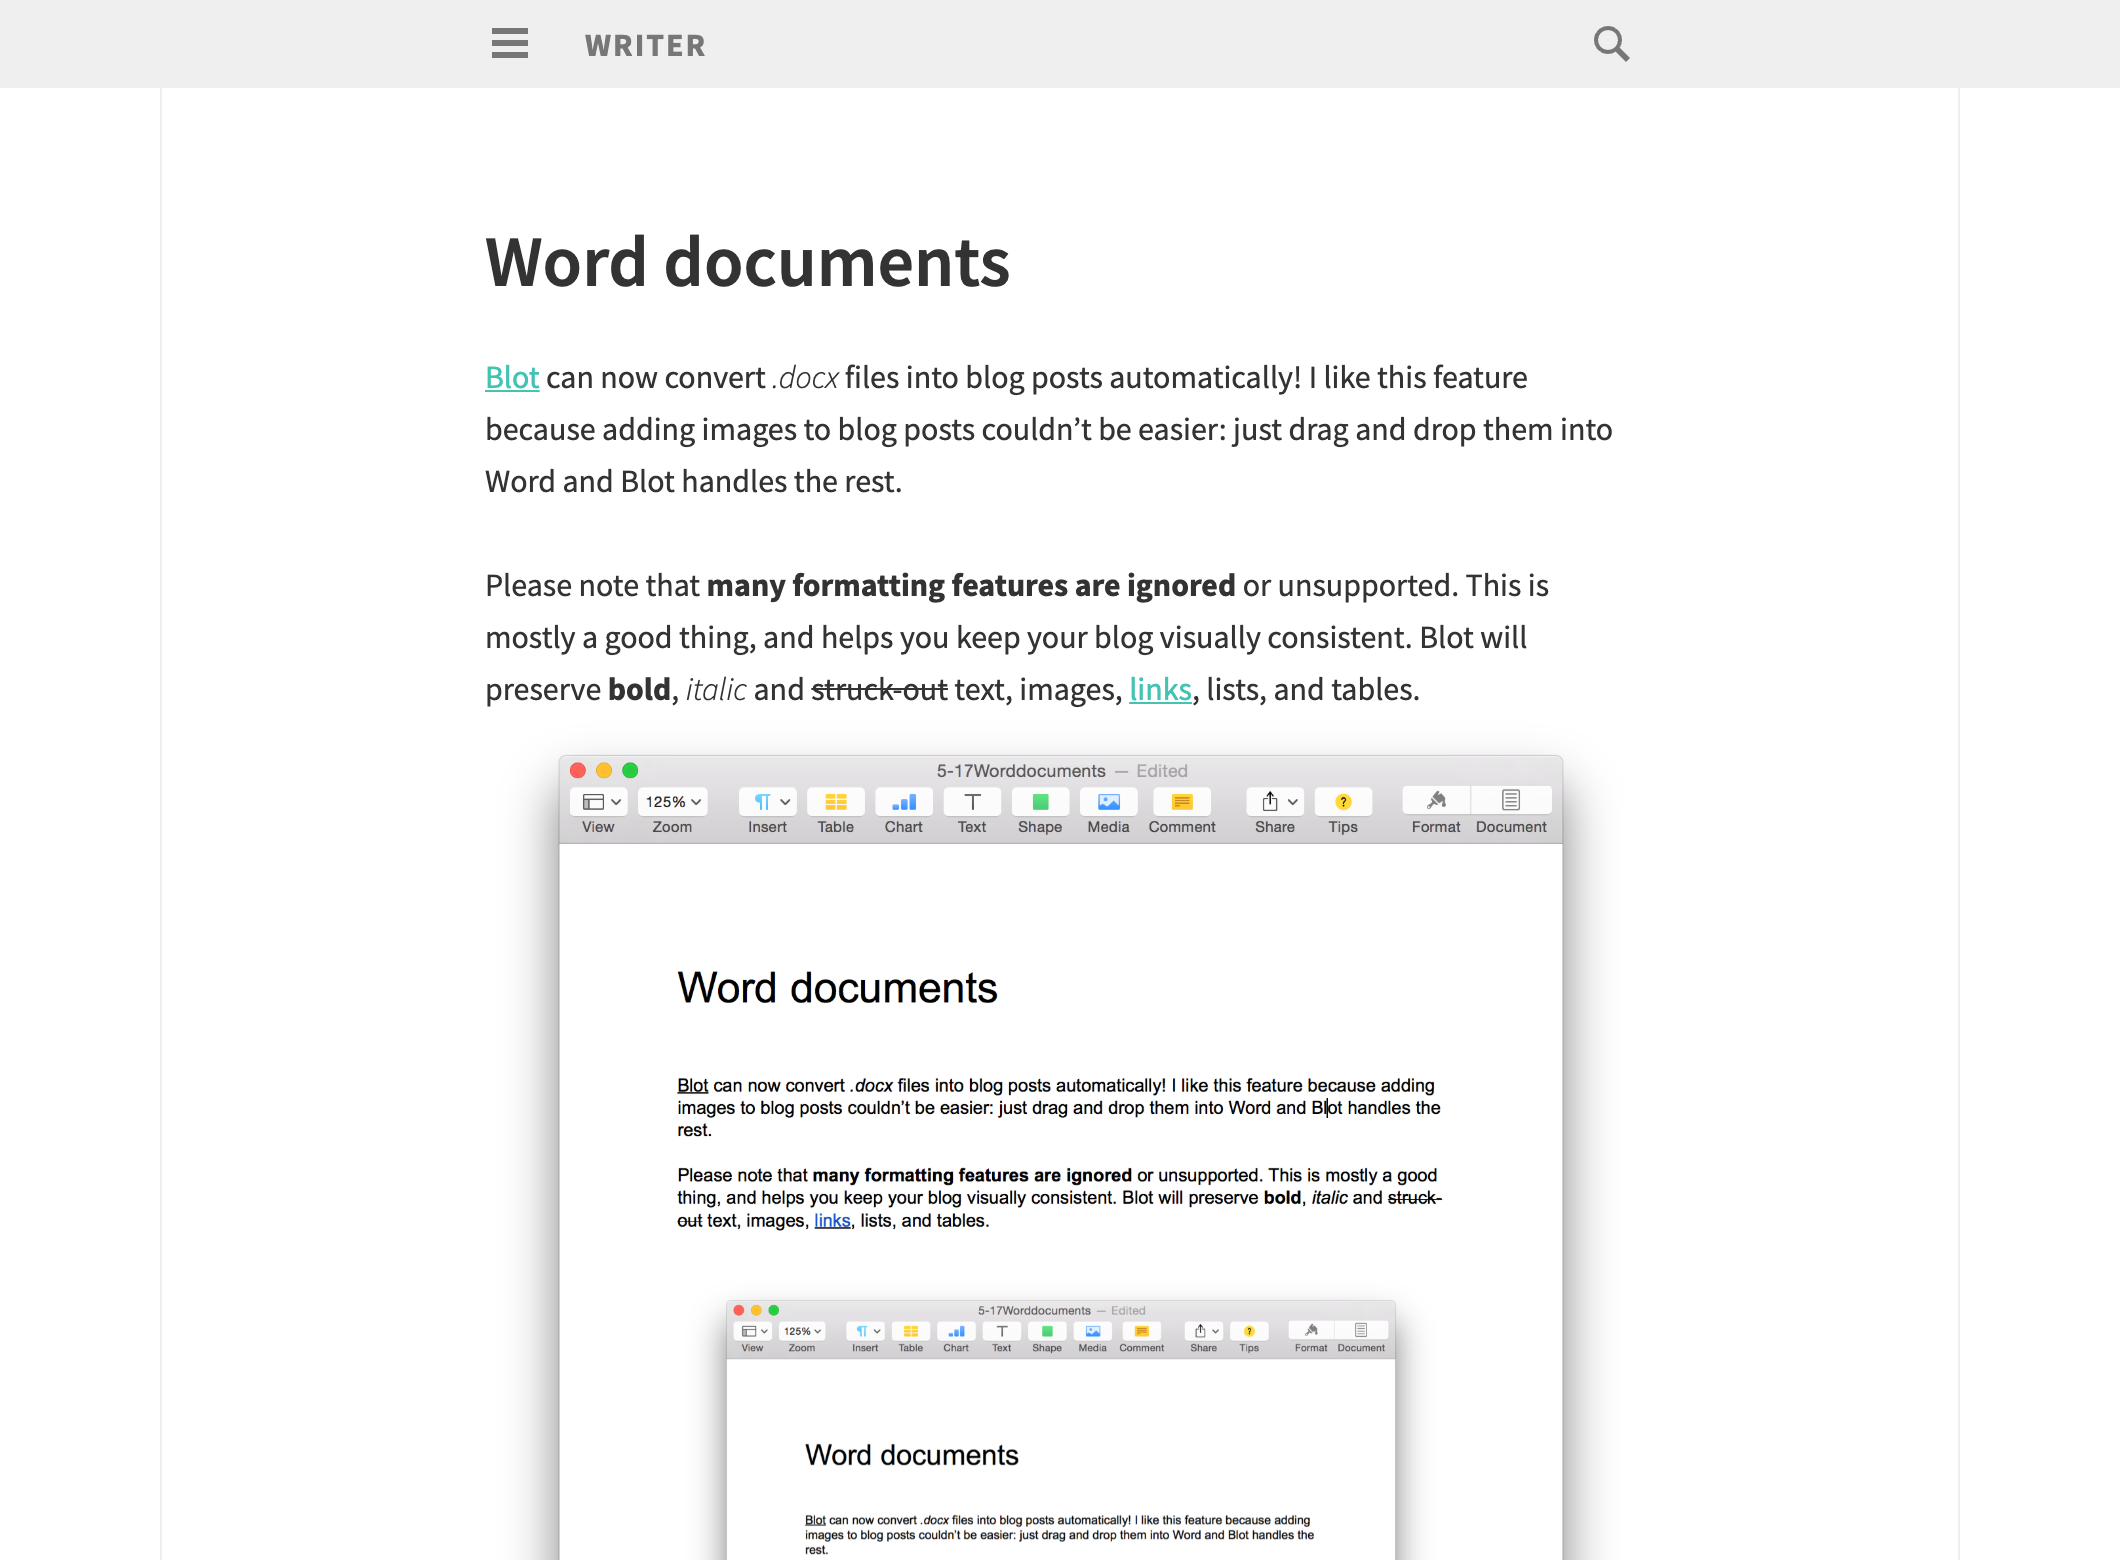 WRITER
Word documents
Blot can now convert .docx files into blog posts automatically! I like this feature
because adding images to blog posts couldn’t be easier: just drag and drop them into
Word and Blot handles the rest.
Please note that many formatting features are ignored or unsupported. This is
mostly a good thing, and helps you keep your blog visually consistent. Blot will
preserve bold, italic and struck-out text, images, links, lists, and tables.
5-17Worddocuments — Edited
125%
View Zoom Insert Table Chart Text Shape Media Comment Share Tips Format Document
Word documents
Blot can now convert .docx files into blog posts automatically! I like this feature because adding
images to blog posts couldn’t be easier: just drag and drop them into Word and Blot handles the
rest.
Please note that many formatting features are ignored or unsupported. This is mostly a good
thing, and helps you keep your blog visually consistent. Blot will preserve bold, italic and struck-
out text, images, links, lists, and tables.
5-17Worddocuments — Edited
125%
View Zoom Insert Table Chart Text Shape Media Comment Share Tips Format Document
Word documents
Blot can now convert .docx files into blog posts automatically! I like this feature because adding
images to blog posts couldn’t be easier: just drag and drop them into Word and Blot handles the
rest.